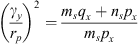 (γ_y / r_p)² = (m_s q_x + n_s p_x) / (m_s p_x)